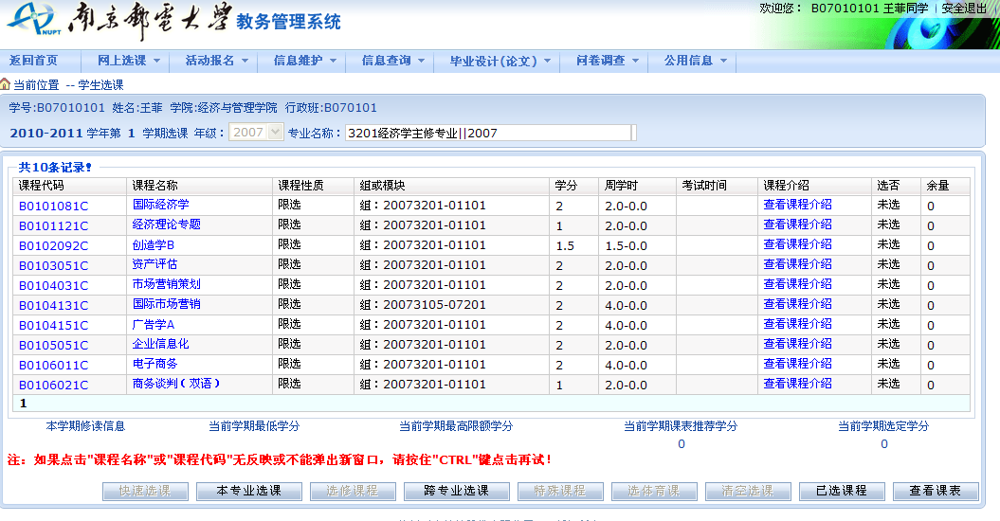 欢迎您： B07010101 王菲同学 安全退出
NUPT 南京邮电大学 教务管理系统
返回首页 网上选课 活动报名 信息维护 信息查询 毕业设计(论文) 问卷调查 公用信息
当前位置 -- 学生选课
学号:B07010101 姓名:王菲 学院:经济与管理学院 行政班:B070101
2010-2011 学年第 1 学期选课 年级： 2007 专业名称： 3201经济学主修专业||2007
共10条记录！
课程代码 课程名称 课程性质 组或模块 学分 周学时 考试时间 课程介绍 选否 余量
B0101081C 国际经济学 限选 组：20073201-01101 2 2.0-0.0 查看课程介绍 未选 0
B0101121C 经济理论专题 限选 组：20073201-01101 1 2.0-0.0 查看课程介绍 未选 0
B0102092C 创造学B 限选 组：20073201-01101 1.5 1.5-0.0 查看课程介绍 未选 0
B0103051C 资产评估 限选 组：20073201-01101 2 2.0-0.0 查看课程介绍 未选 0
B0104031C 市场营销策划 限选 组：20073201-01101 2 2.0-0.0 查看课程介绍 未选 0
B0104131C 国际市场营销 限选 组：20073105-07201 2 4.0-0.0 查看课程介绍 未选 0
B0104151C 广告学A 限选 组：20073201-01101 2 4.0-0.0 查看课程介绍 未选 0
B0105051C 企业信息化 限选 组：20073201-01101 2 2.0-0.0 查看课程介绍 未选 0
B0106011C 电子商务 限选 组：20073201-01101 2 4.0-0.0 查看课程介绍 未选 0
B0106021C 商务谈判（双语） 限选 组：20073201-01101 1 2.0-0.0 查看课程介绍 未选 0
1
本学期修读信息 当前学期最低学分 当前学期最高限额学分 当前学期课表推荐学分 当前学期选定学分
0 0
注：如果点击"课程名称"或"课程代码"无反映或不能弹出新窗口，请按住"CTRL"键点击再试！
快速选课 本专业选课 选修课程 跨专业选课 特殊课程 选体育课 清空选课 已选课程 查看课表